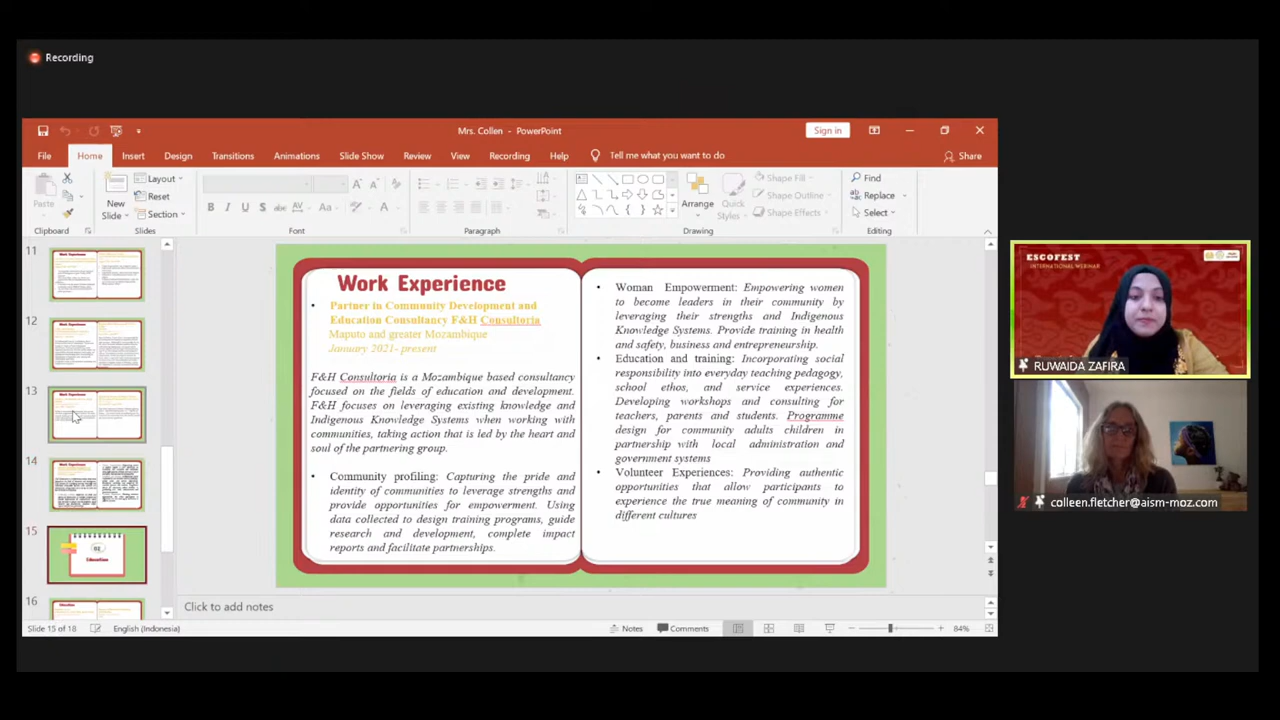 Recording
Mrs. Collen - PowerPoint
Sign in
File Home Insert Design Transitions Animations Slide Show Review View Recording Help Tell me what you want to do Share
Paste
Clipboard
New
Slide
Layout
Reset
Section
Slides
Font
Paragraph
Arrange
Quick
Styles
Shape Fill
Shape Outline
Shape Effects
Drawing
Find
Replace
Select
Editing
11
12
13
14
15
Education
16
Work Experience
• Partner in Community Development and
Education Consultancy F&H Consultoria
Maputo and greater Mozambique
January 2021- present
F&H Consultoria is a Mozambique based consultancy
focused on the fields of education and development.
F&H focuses on leveraging existing knowledge and
Indigenous Knowledge Systems when working with
communities, taking action that is led by the heart and
soul of the partnering group.
• Community profiling: Capturing the pride and
identity of communities to leverage strengths and
provide opportunities for empowerment. Using
data collected to design training programs, guide
research and development, complete impact
reports and facilitate partnerships.
• Woman Empowerment: Empowering women
to become leaders in their community by
leveraging their strengths and Indigenous
Knowledge Systems. Provide training in health
and safety, business and entrepreneurship.
• Education and training: Incorporating social
responsibility into everyday teaching pedagogy,
school ethos, and service experiences.
Developing workshops and consulting for
teachers, parents and students. Programme
design for community adults children in
partnership with local administration and
government systems
• Volunteer Experiences: Providing authentic
opportunities that allow participants to
experience the true meaning of community in
different cultures
Click to add notes
Slide 15 of 18 English (Indonesia) Notes Comments 84%
ESCOFEST
INTERNATIONAL WEBINAR
RUWAIDA ZAFIRA
colleen.fletcher@aism-moz.com